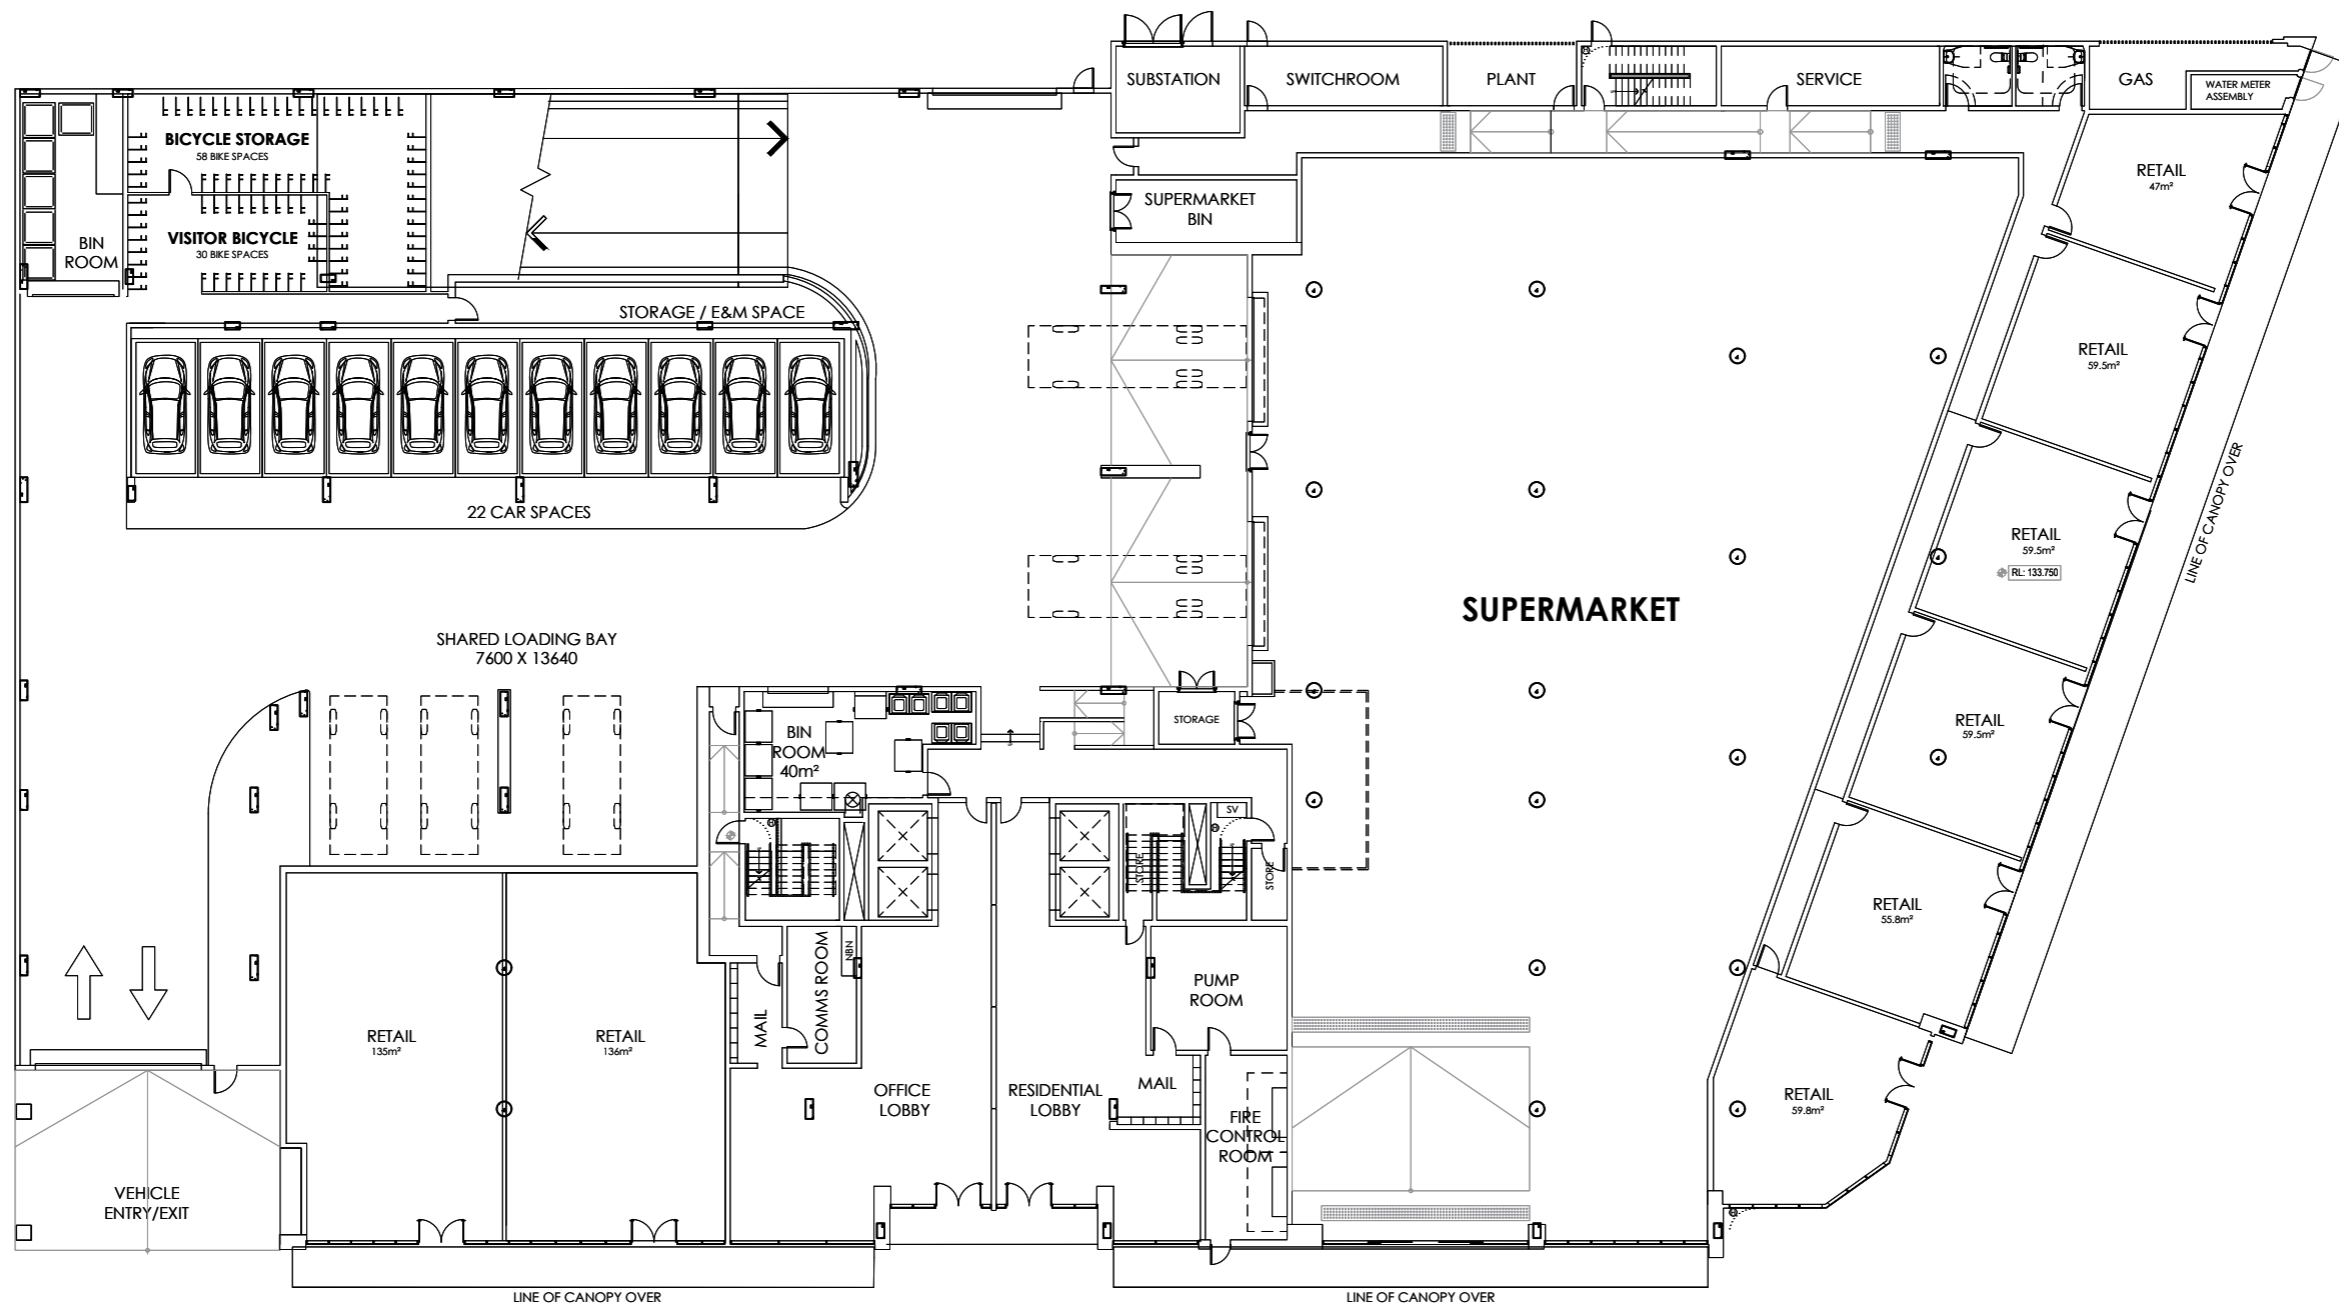 SUBSTATION
SWITCHROOM
PLANT
SERVICE
GAS
WATER METER
ASSEMBLY
BICYCLE STORAGE
58 BIKE SPACES
VISITOR BICYCLE
30 BIKE SPACES
BIN
ROOM
SUPERMARKET
BIN
RETAIL
47m²
STORAGE / E&M SPACE
RETAIL
59.5m²
22 CAR SPACES
RETAIL
59.5m²
RL: 133.750
LINE OF CANOPY OVER
SUPERMARKET
SHARED LOADING BAY
7600 X 13640
STORAGE
RETAIL
59.5m²
BIN
ROOM
40m²
SV
STORE
STORE
RETAIL
55.8m²
NBN
COMMS ROOM
MAIL
PUMP
ROOM
RETAIL
135m²
RETAIL
136m²
OFFICE
LOBBY
RESIDENTIAL
LOBBY
MAIL
FIRE
CONTROL
ROOM
RETAIL
59.8m²
VEHICLE
ENTRY/EXIT
LINE OF CANOPY OVER
LINE OF CANOPY OVER